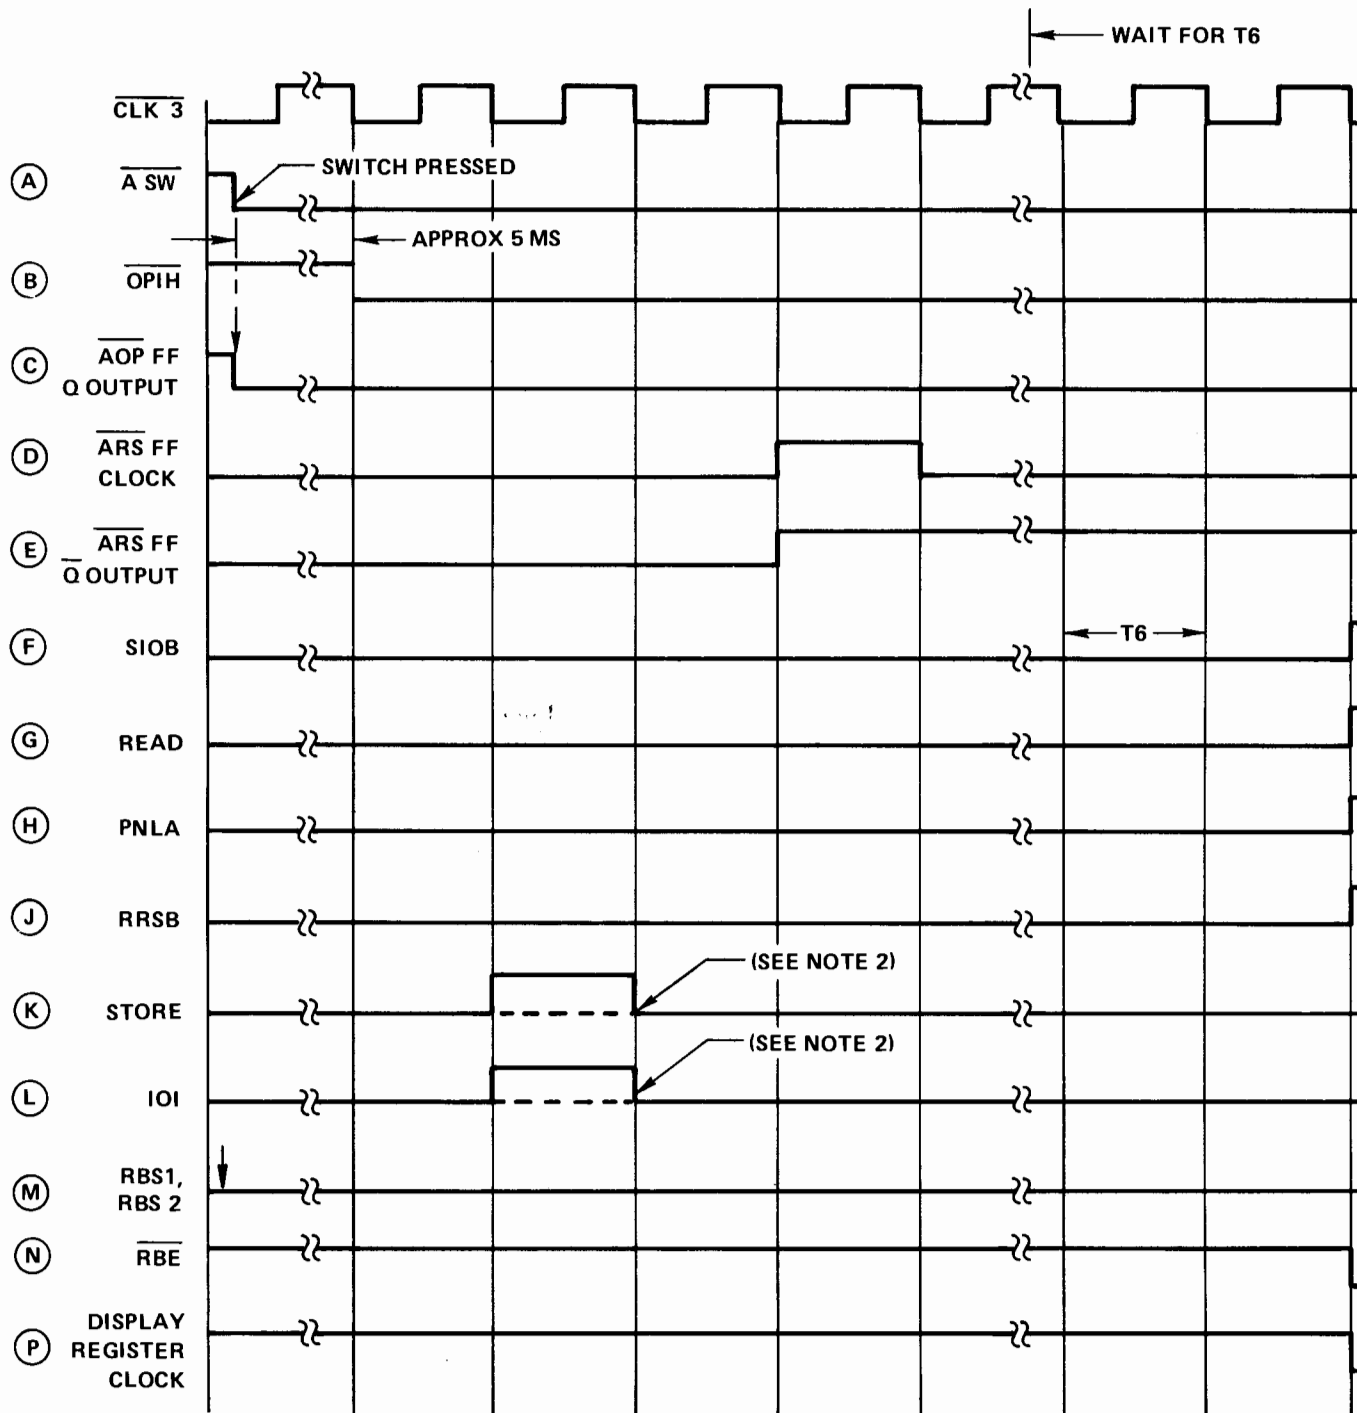 WAIT FOR T6
CLK 3
A
A SW
SWITCH PRESSED
APPROX 5 MS
B
OPIH
C
AOP FF
Q OUTPUT
D
ARS FF
CLOCK
E
ARS FF
Q̅ OUTPUT
F
SIOB
T6
G
READ
H
PNLA
J
RRSB
K
STORE
(SEE NOTE 2)
L
IOI
(SEE NOTE 2)
M
RBS1,
RBS 2
N
RBE
P
DISPLAY
REGISTER
CLOCK